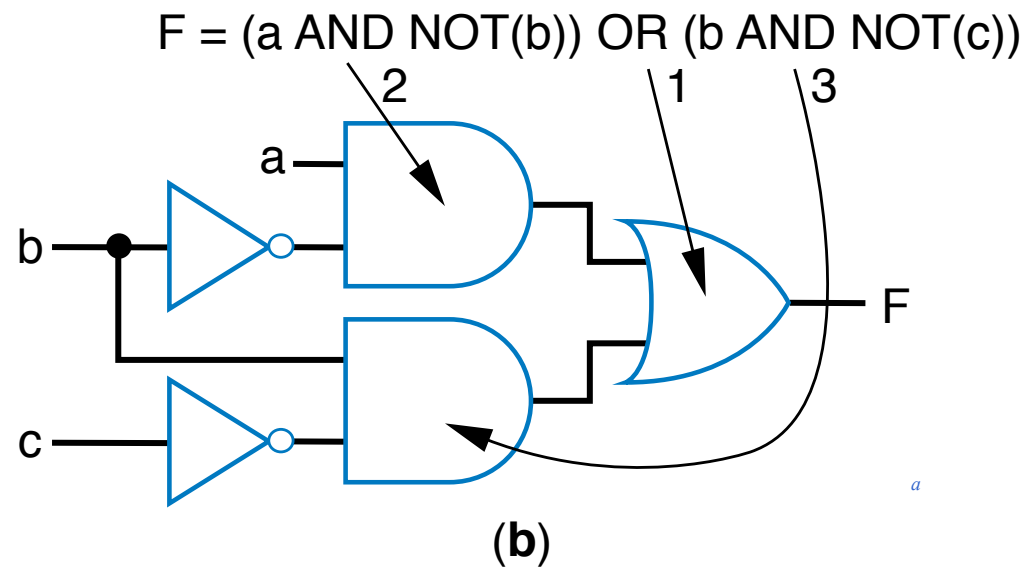 F = (a AND NOT(b)) OR (b AND NOT(c))
2
1
3
a
b
F
c
a
(b)